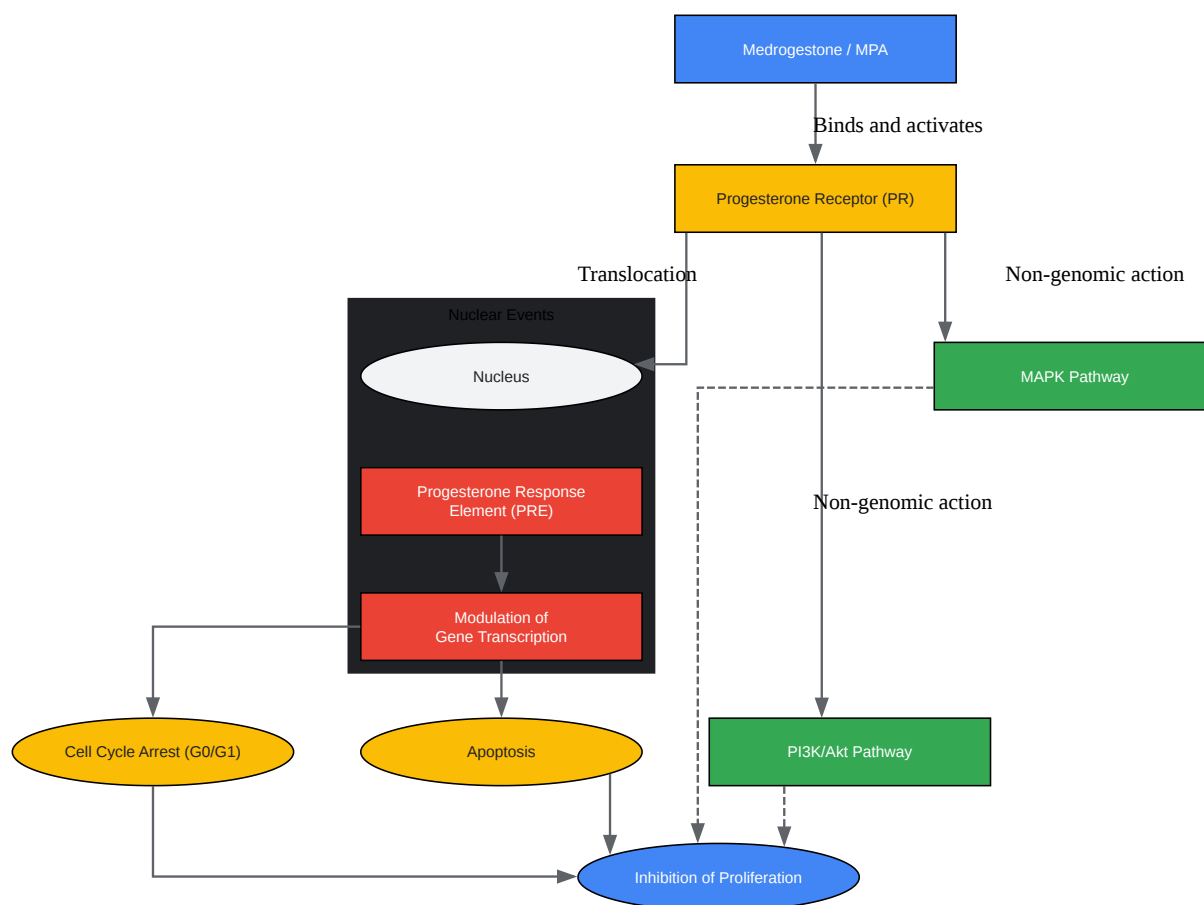 Medrogestone / MPA
Binds and activates
Progesterone Receptor (PR)
Translocation
Non-genomic action
Nuclear Events
Nucleus
MAPK Pathway
Progesterone Response
Element (PRE)
Non-genomic action
Modulation of
Gene Transcription
Cell Cycle Arrest (G0/G1)
Apoptosis
PI3K/Akt Pathway
Inhibition of Proliferation